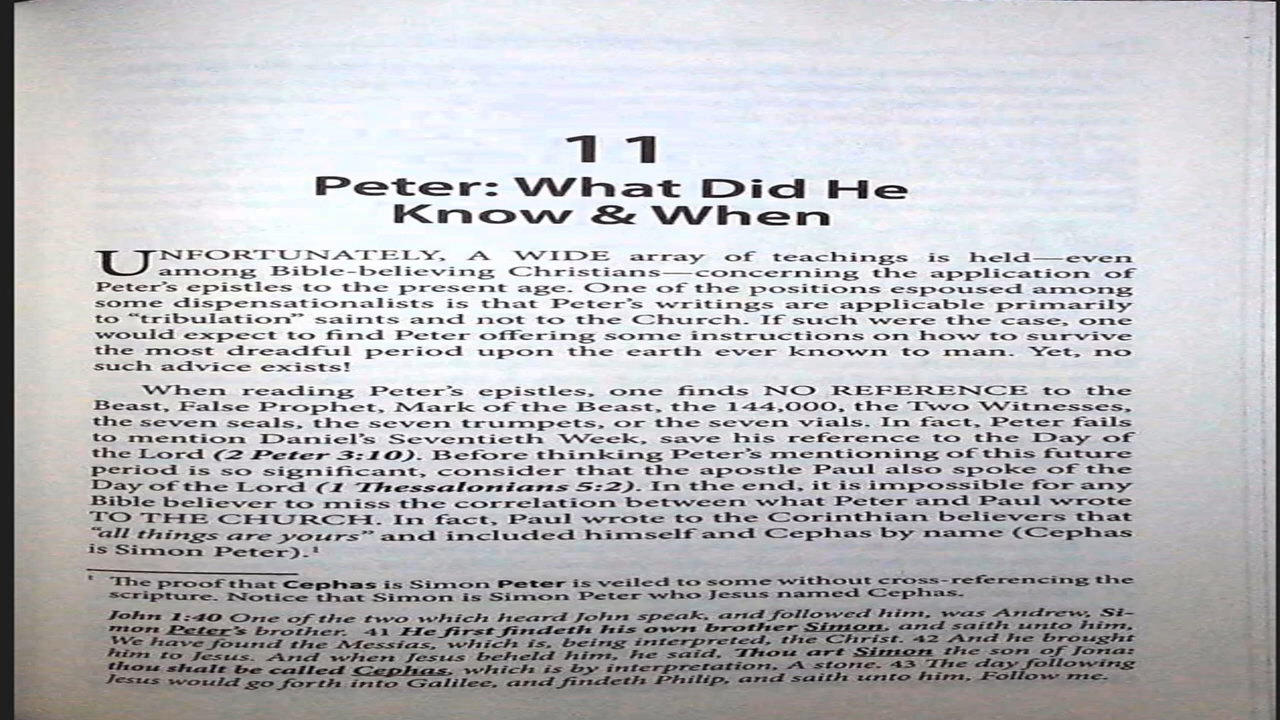 11
Peter: What Did He
Know & When
UNFORTUNATELY, A WIDE array of teachings is held—even
among Bible-believing Christians—concerning the application of
Peter's epistles to the present age. One of the positions espoused among
some dispensationalists is that Peter's writings are applicable primarily
to "tribulation" saints and not to the Church. If such were the case, one
would expect to find Peter offering some instructions on how to survive
the most dreadful period upon the earth ever known to man. Yet, no
such advice exists!
When reading Peter's epistles, one finds NO REFERENCE to the
Beast, False Prophet, Mark of the Beast, the 144,000, the Two Witnesses,
the seven seals, the seven trumpets, or the seven vials. In fact, Peter fails
to mention Daniel's Seventieth Week, save his reference to the Day of
the Lord (2 Peter 3:10). Before thinking Peter's mentioning of this future
period is so significant, consider that the apostle Paul also spoke of the
Day of the Lord (1 Thessalonians 5:2). In the end, it is impossible for any
Bible believer to miss the correlation between what Peter and Paul wrote
TO THE CHURCH. In fact, Paul wrote to the Corinthian believers that
"all things are yours" and included himself and Cephas by name (Cephas
is Simon Peter).¹
¹ The proof that Cephas is Simon Peter is veiled to some without cross-referencing the
scripture. Notice that Simon is Simon Peter who Jesus named Cephas.
John 1:40 One of the two which heard John speak, and followed him, was Andrew, Si-
mon Peter's brother. 41 He first findeth his own brother Simon, and saith unto him,
We have found the Messias, which is, being interpreted, the Christ. 42 And he brought
him to Jesus. And when Jesus beheld him, he said, Thou art Simon the son of Jona:
thou shalt be called Cephas, which is by interpretation, A stone. 43 The day following
Jesus would go forth into Galilee, and findeth Philip, and saith unto him, Follow me.